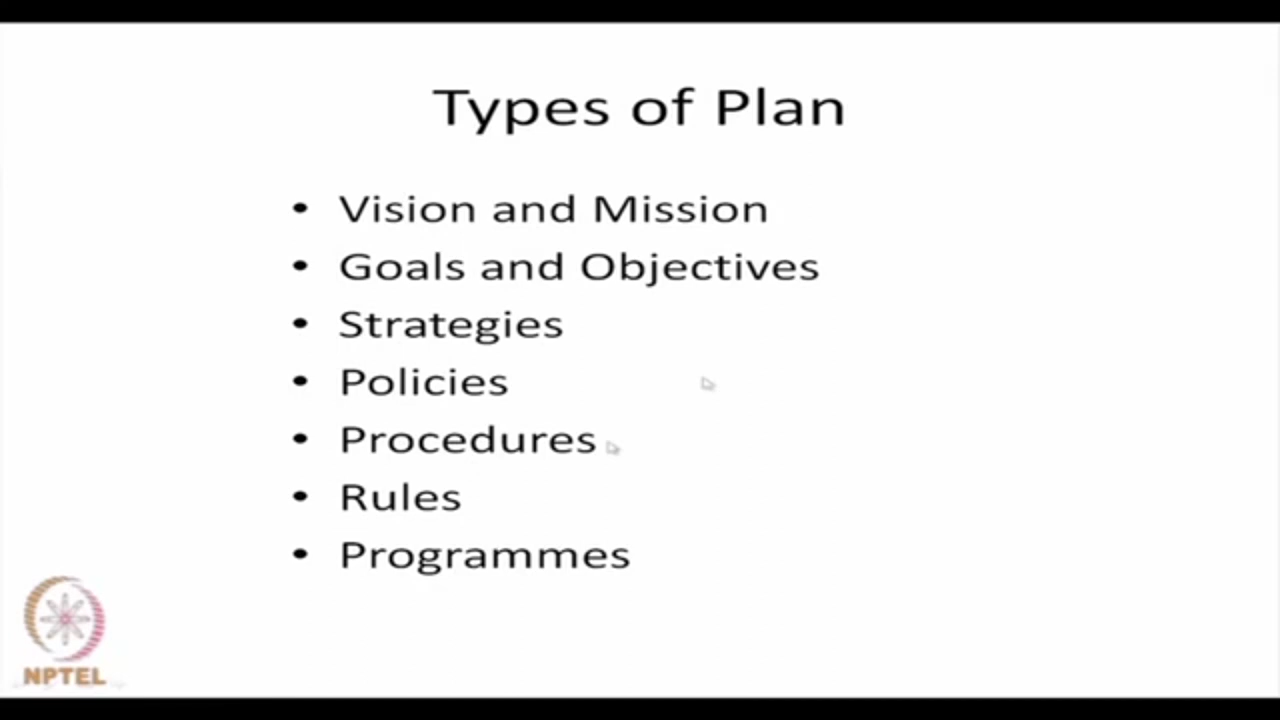 Types of Plan
• Vision and Mission
• Goals and Objectives
• Strategies
• Policies
• Procedures
• Rules
• Programmes
NPTEL